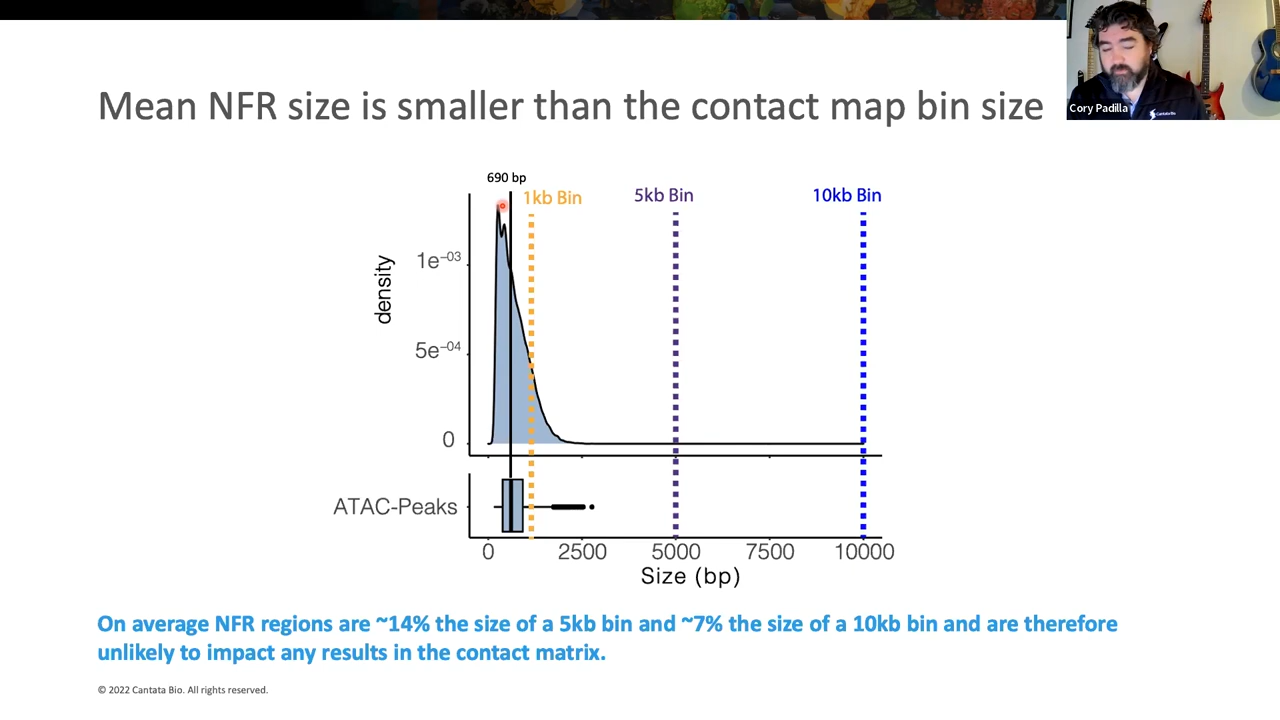 Mean NFR size is smaller than the contact map bin size
Cory Padilla
690 bp
1kb Bin
5kb Bin
10kb Bin
density
1e−03
5e−04
0
ATAC-Peaks
0 2500 5000 7500 10000
Size (bp)
On average NFR regions are ~14% the size of a 5kb bin and ~7% the size of a 10kb bin and are therefore
unlikely to impact any results in the contact matrix.
© 2022 Cantata Bio. All rights reserved.